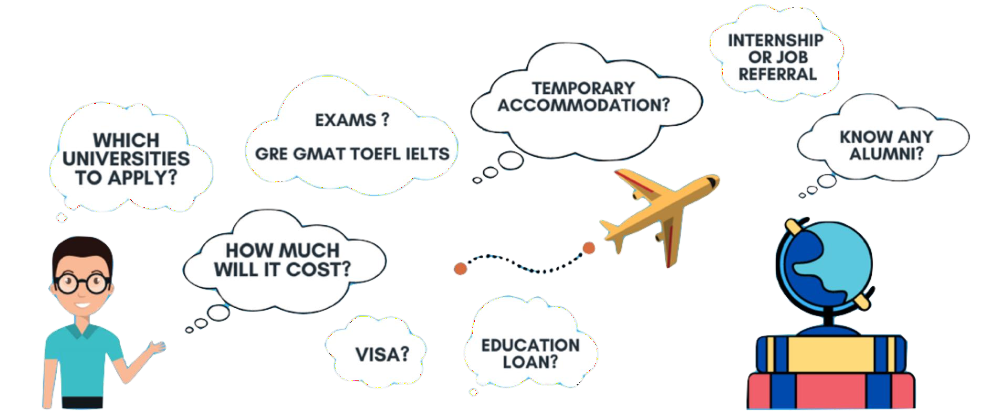 WHICH
UNIVERSITIES
TO APPLY?
EXAMS ?
GRE GMAT TOEFL IELTS
TEMPORARY
ACCOMMODATION?
INTERNSHIP
OR JOB
REFERRAL
KNOW ANY
ALUMNI?
HOW MUCH
WILL IT COST?
VISA?
EDUCATION
LOAN?